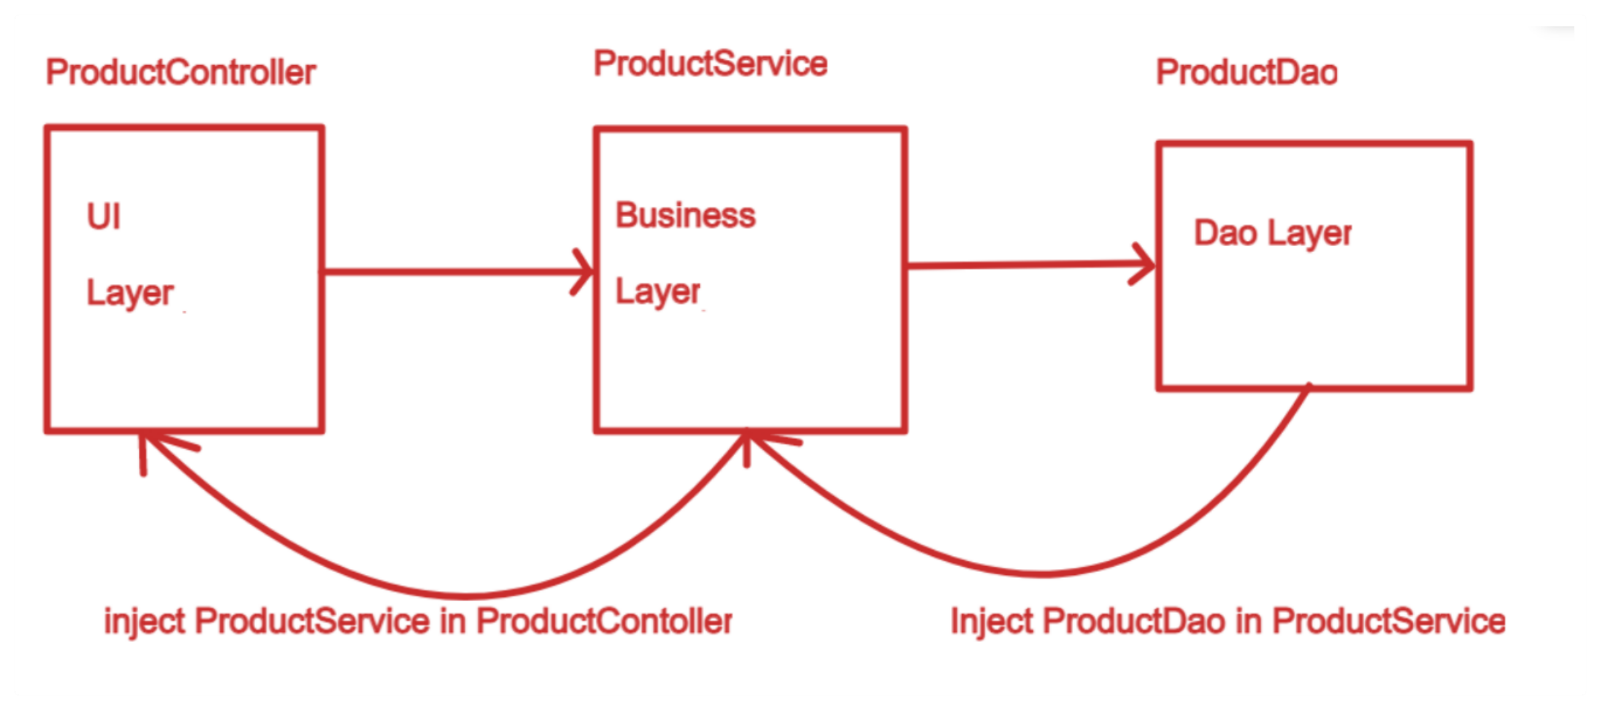 ProductController
ProductService
ProductDao
UI
Layer
Business
Layer
Dao Layer
inject ProductService in ProductContoller
Inject ProductDao in ProductService